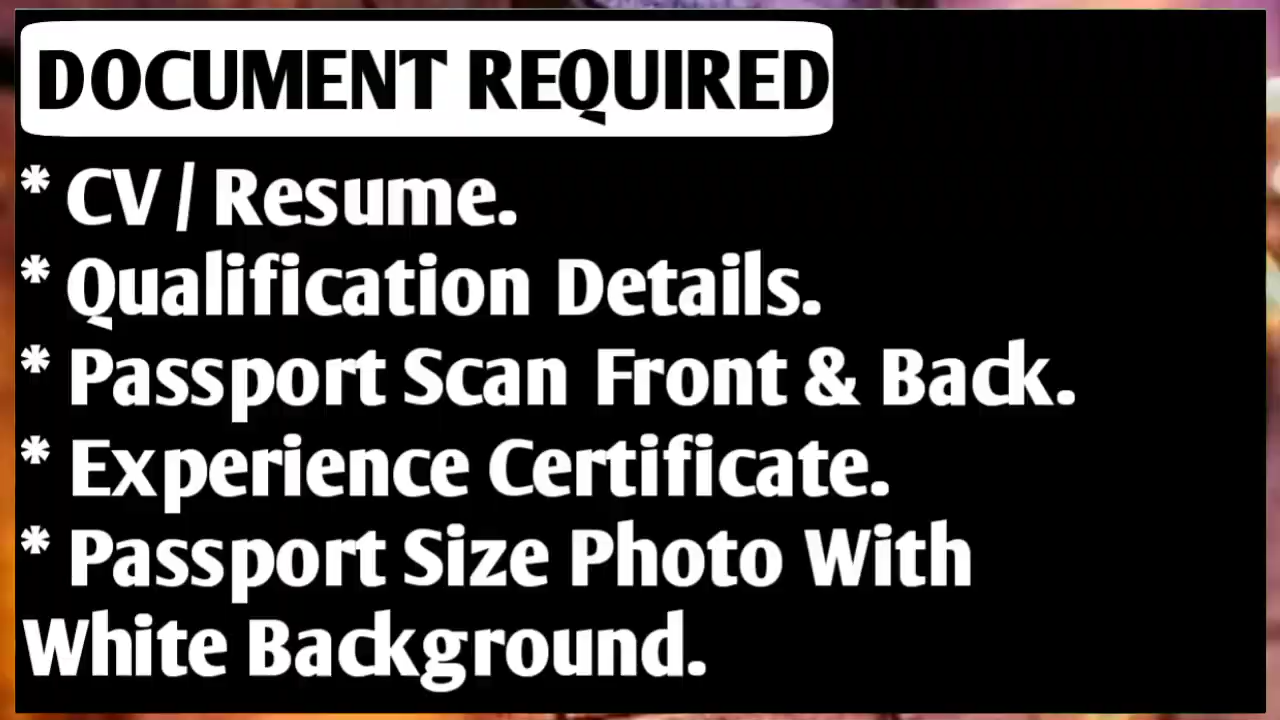 DOCUMENT REQUIRED
* CV / Resume.
* Qualification Details.
* Passport Scan Front & Back.
* Experience Certificate.
* Passport Size Photo With
White Background.